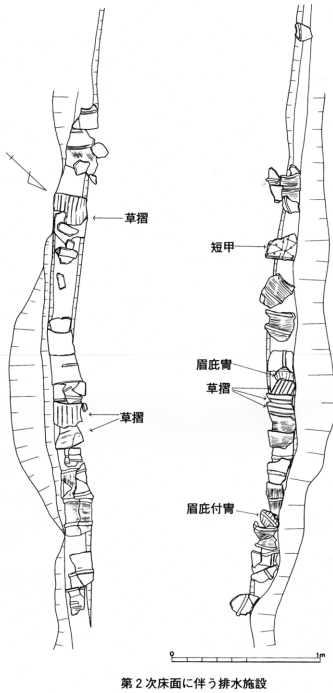 草摺
短甲
眉庇冑
草摺
草摺
眉庇付冑
0 1m
第2次床面に伴う排水施設